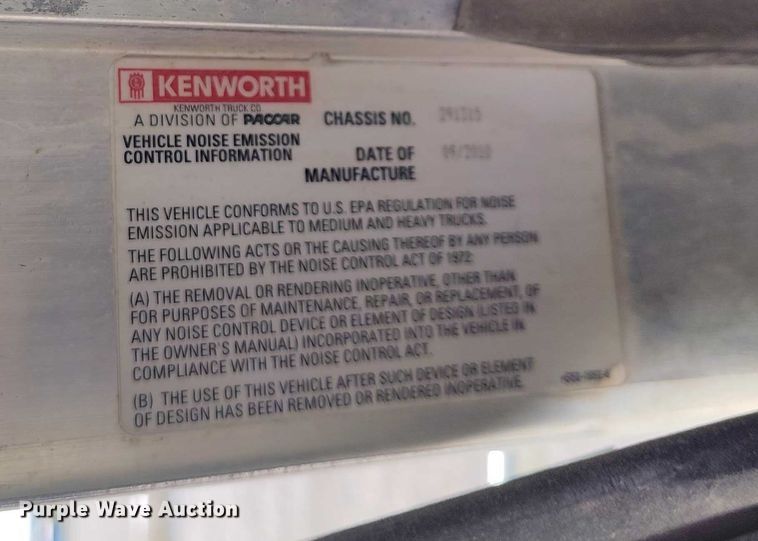 KENWORTH
KENWORTH TRUCK CO.
A DIVISION OF PACCAR
CHASSIS NO.
VEHICLE NOISE EMISSION
CONTROL INFORMATION
DATE OF 05/2010
MANUFACTURE
THIS VEHICLE CONFORMS TO U.S. EPA REGULATION FOR NOISE
EMISSION APPLICABLE TO MEDIUM AND HEAVY TRUCKS.
THE FOLLOWING ACTS OR THE CAUSING THEREOF BY ANY PERSON
ARE PROHIBITED BY THE NOISE CONTROL ACT OF 1972:
(A) THE REMOVAL OR RENDERING INOPERATIVE, OTHER THAN
FOR PURPOSES OF MAINTENANCE, REPAIR, OR REPLACEMENT, OF
ANY NOISE CONTROL DEVICE OR ELEMENT OF DESIGN (LISTED IN
THE OWNER'S MANUAL) INCORPORATED INTO THE VEHICLE IN
COMPLIANCE WITH THE NOISE CONTROL ACT.
(B) THE USE OF THIS VEHICLE AFTER SUCH DEVICE OR ELEMENT
OF DESIGN HAS BEEN REMOVED OR RENDERED INOPERATIVE.
Purple Wave Auction